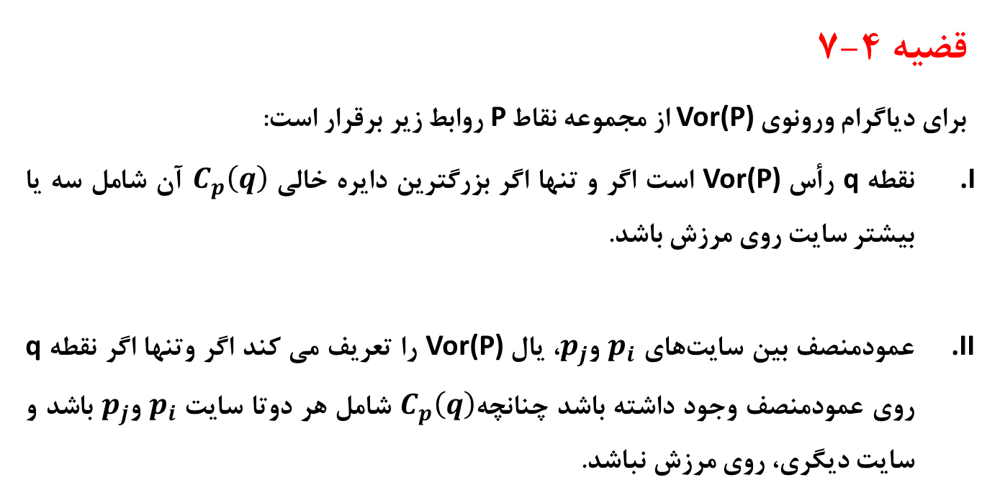 قضیه ۴-۷
برای دیاگرام ورونوی Vor(P) از مجموعه نقاط P روابط زیر برقرار است:
I. نقطه q رأس Vor(P) است اگر و تنها اگر بزرگترین دایره خالی C_p(q) آن شامل سه یا
بیشتر سایت روی مرزش باشد.
II. عمودمنصف بین سایت‌های p_i و p_j، یال Vor(P) را تعریف می کند اگر وتنها اگر نقطه q
روی عمودمنصف وجود داشته باشد چنانچه C_p(q) شامل هر دوتا سایت p_i و p_j باشد و
سایت دیگری، روی مرزش نباشد.